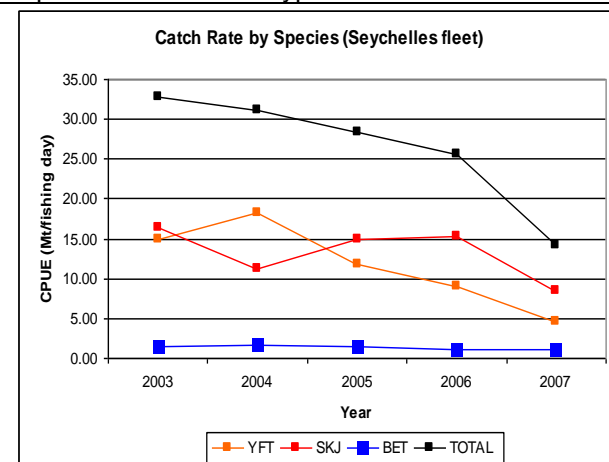 Catch Rate by Species (Seychelles fleet)
35.00
30.00
25.00
20.00
15.00
10.00
5.00
0.00
CPUE (Mt/fishing day)
2003 2004 2005 2006 2007
Year
YFT SKJ BET TOTAL